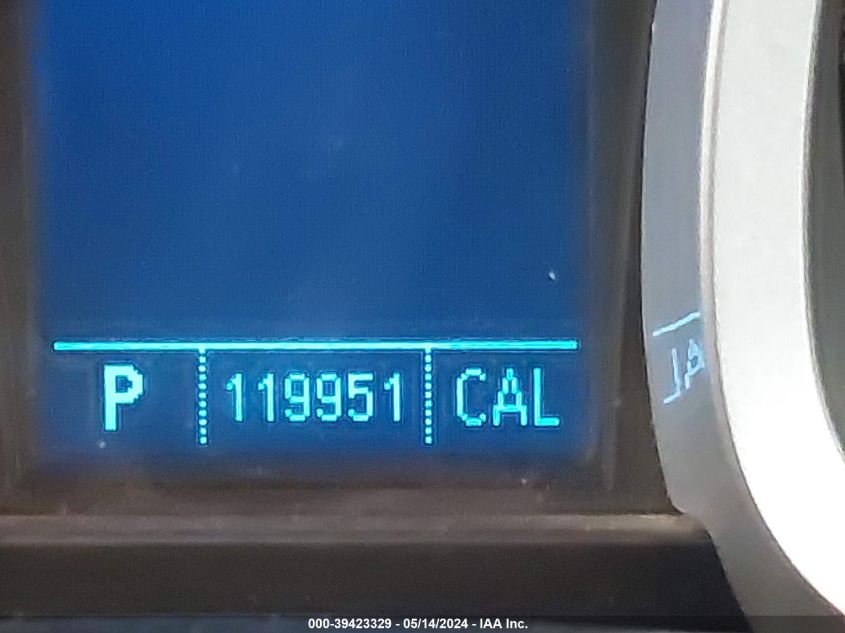 P 119951 CAL
000-39423329 - 05/14/2024 - IAA Inc.